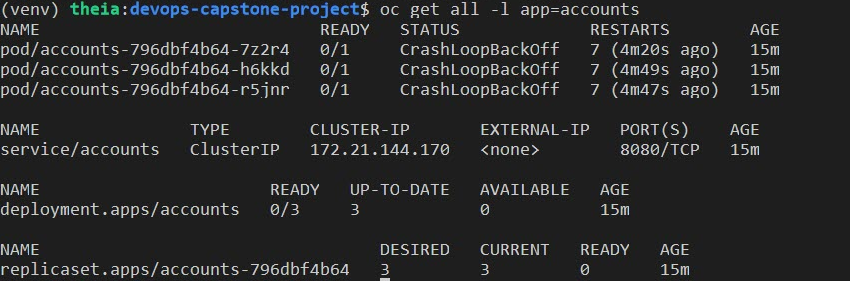 (venv) theia:devops-capstone-project$ oc get all -l app=accounts
NAME READY STATUS RESTARTS AGE
pod/accounts-796dbf4b64-7z2r4 0/1 CrashLoopBackOff 7 (4m20s ago) 15m
pod/accounts-796dbf4b64-h6kkd 0/1 CrashLoopBackOff 7 (4m49s ago) 15m
pod/accounts-796dbf4b64-r5jnr 0/1 CrashLoopBackOff 7 (4m47s ago) 15m
NAME TYPE CLUSTER-IP EXTERNAL-IP PORT(S) AGE
service/accounts ClusterIP 172.21.144.170 <none> 8080/TCP 15m
NAME READY UP-TO-DATE AVAILABLE AGE
deployment.apps/accounts 0/3 3 0 15m
NAME DESIRED CURRENT READY AGE
replicaset.apps/accounts-796dbf4b64 3 3 0 15m